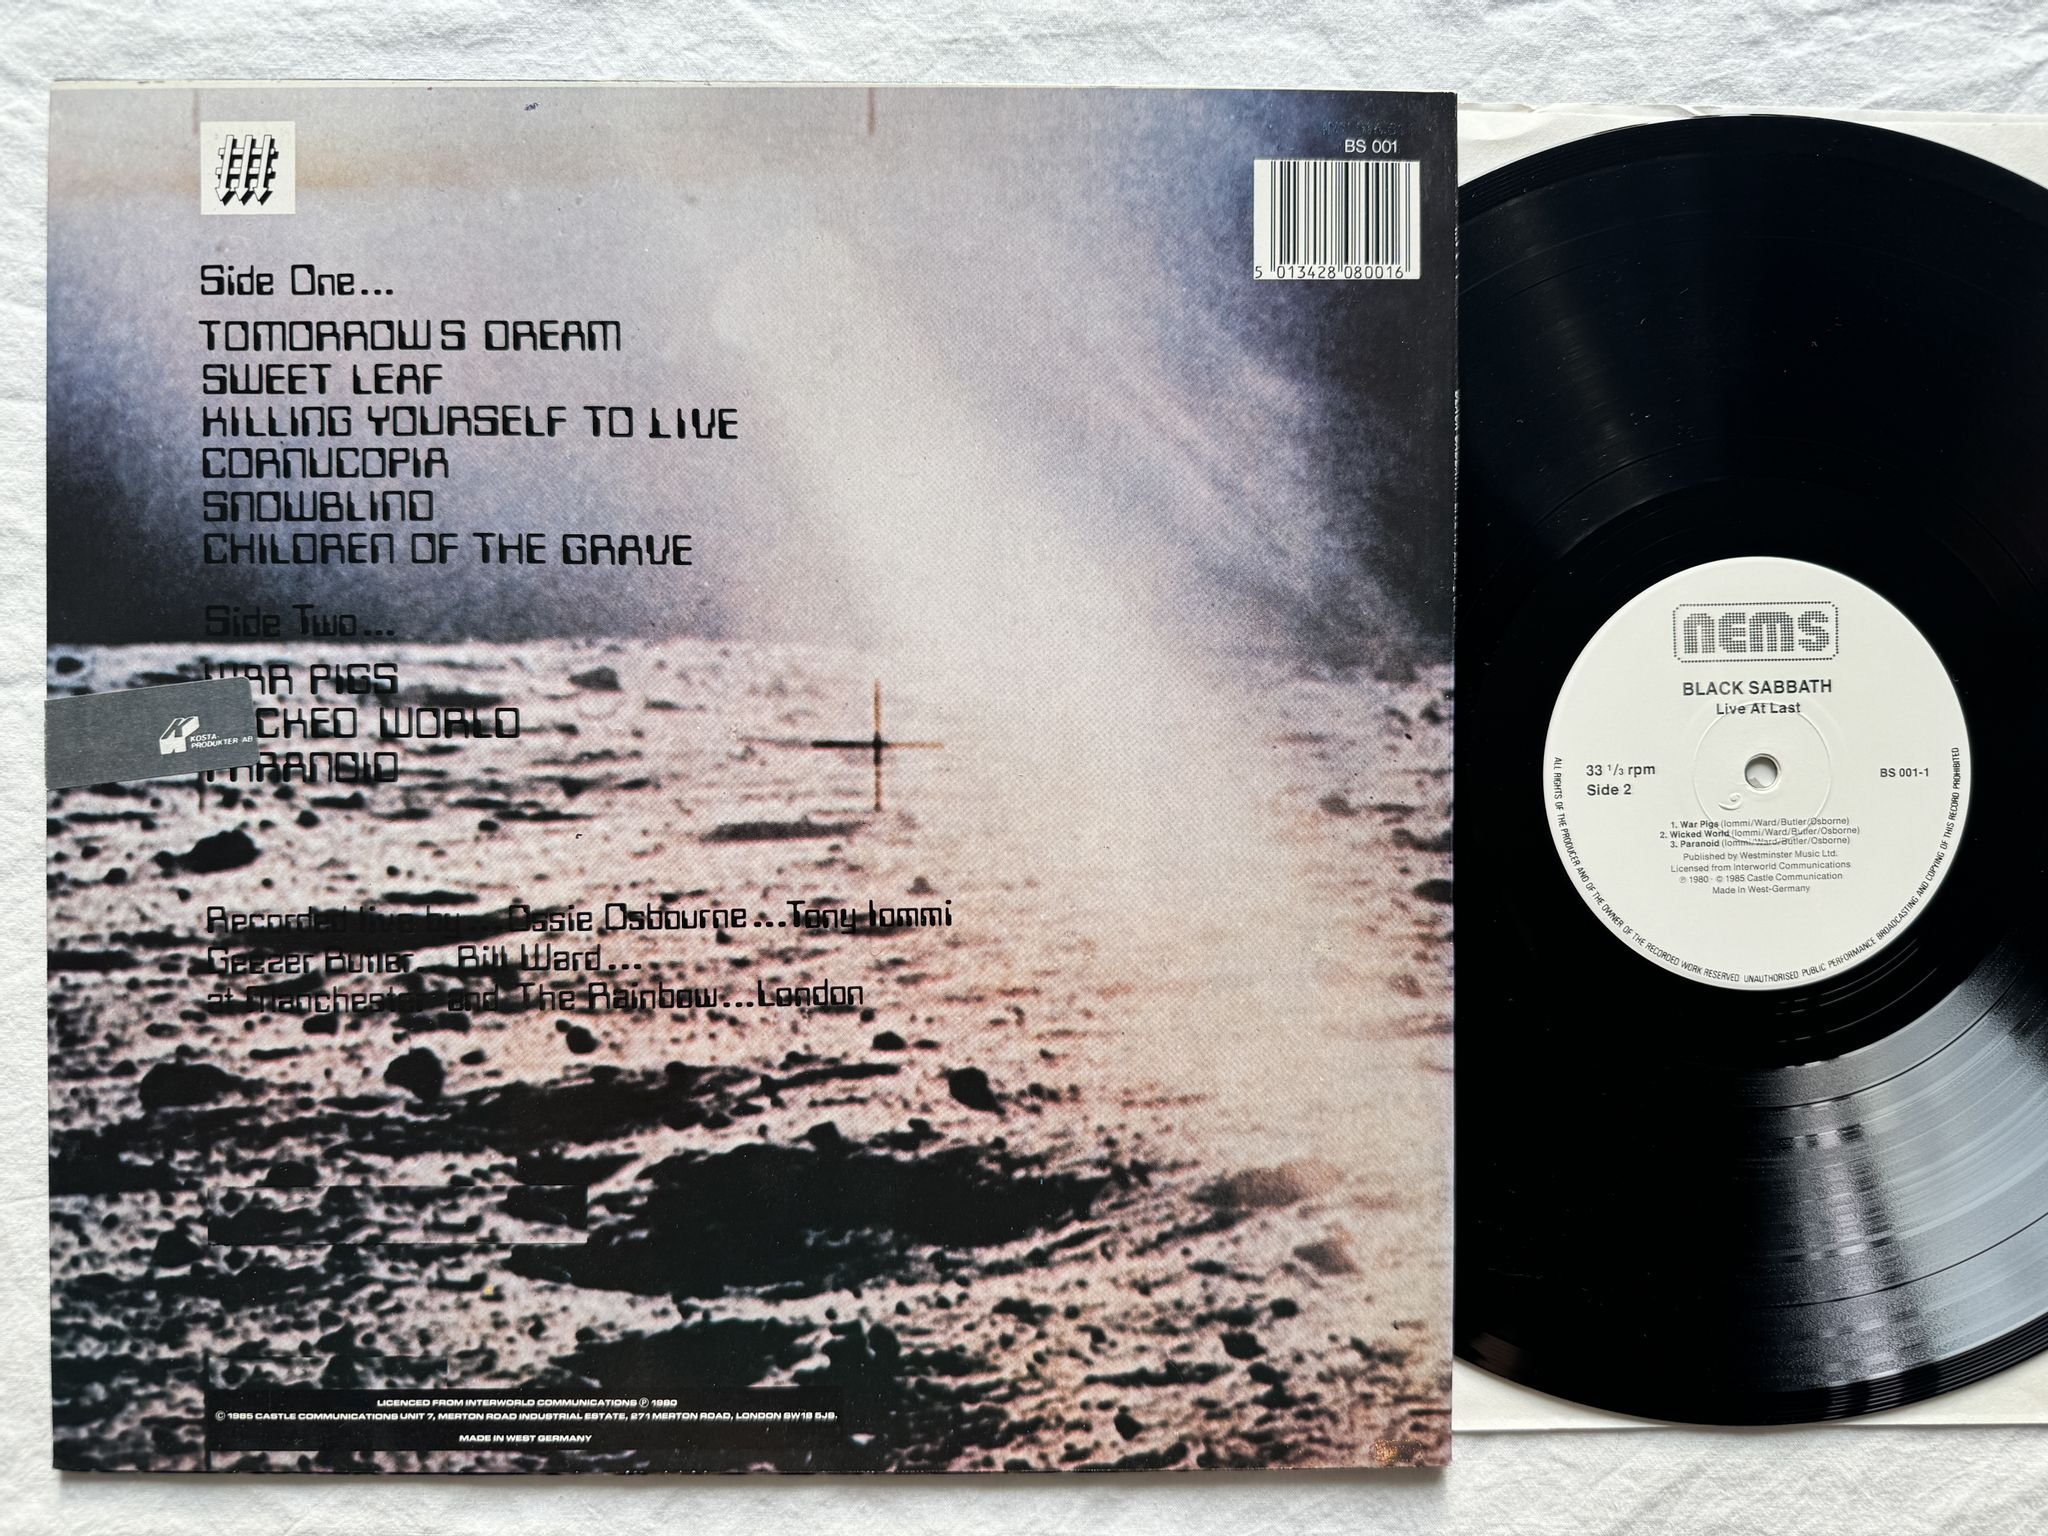 BS 001
5 013428 080016
Side One...
TOMORROWS DREAM
SWEET LEAF
KILLING YOURSELF TO LIVE
CORNUCOPIA
SNOWBLIND
CHILDREN OF THE GRAVE
Side Two...
WAR PIGS
WICKED WORLD
PARANOID
KOSTA-
PRODUKTER AB
Recorded live by...Ossie Osbourne...Tony Iommi
Geezer Butler... Bill Ward...
at Manchester and The Rainbow...London
LICENCED FROM INTERWORLD COMMUNICATIONS ℗ 1980
© 1985 CASTLE COMMUNICATIONS UNIT 7, MERTON ROAD INDUSTRIAL ESTATE, 271 MERTON ROAD, LONDON SW18 5JS.
MADE IN WEST GERMANY
NEMS
BLACK SABBATH
Live At Last
33 1/3 rpm
Side 2
BS 001-1
1. War Pigs (Iommi/Ward/Butler/Osborne)
2. Wicked World (Iommi/Ward/Butler/Osborne)
3. Paranoid (Iommi/Ward/Butler/Osborne)
Published by Westminster Music Ltd.
Licensed from Interworld Communications
℗ 1980 · © 1985 Castle Communication
Made in West-Germany
ALL RIGHTS OF THE PRODUCER AND OF THE OWNER OF THE RECORDED WORK RESERVED. UNAUTHORISED PUBLIC PERFORMANCE BROADCASTING AND COPYING OF THIS RECORD PROHIBITED